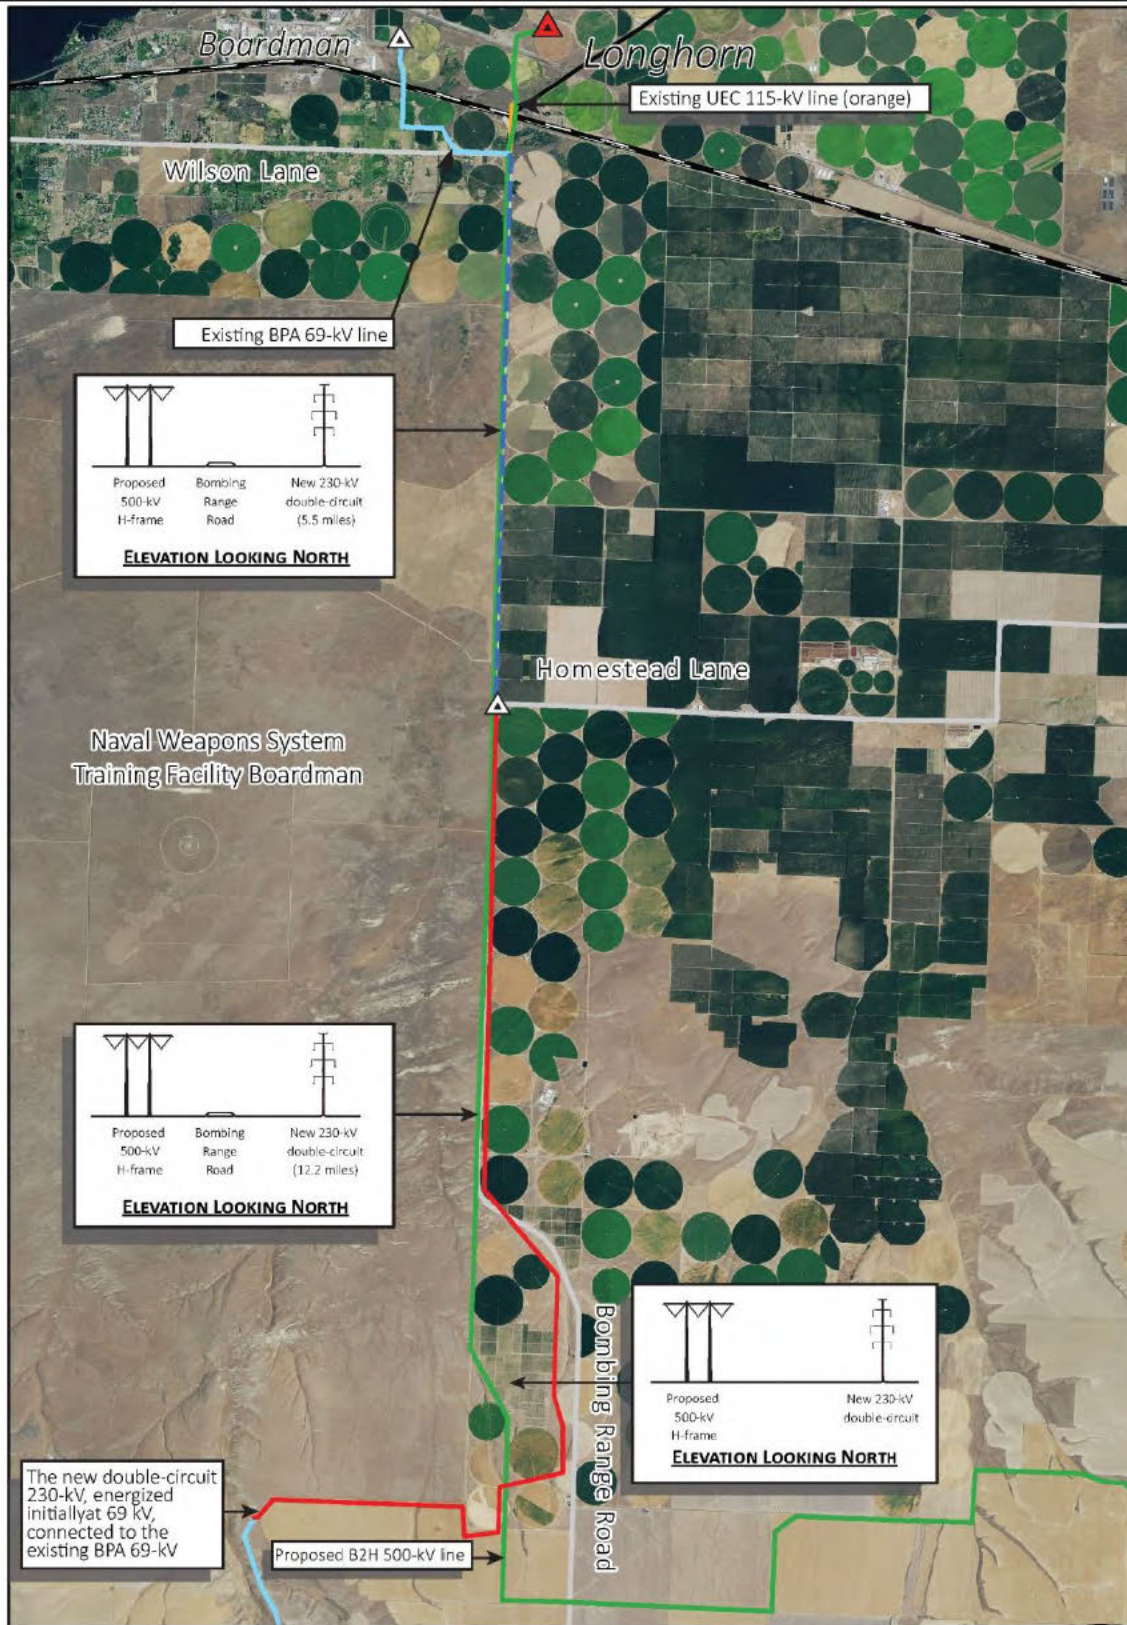 Boardman
Longhorn
Existing UEC 115-kV line (orange)
Wilson Lane
Existing BPA 69-kV line
Proposed
500-kV
H-frame
Bombing
Range
Road
New 230-kV
double-circuit
(5.5 miles)
ELEVATION LOOKING NORTH
Homestead Lane
Naval Weapons System
Training Facility Boardman
Proposed
500-kV
H-frame
Bombing
Range
Road
New 230-kV
double-circuit
(12.2 miles)
ELEVATION LOOKING NORTH
Bombing Range Road
Proposed
500-kV
H-frame
New 230-kV
double-circuit
ELEVATION LOOKING NORTH
The new double-circuit
230-kV, energized
initiallyat 69 kV,
connected to the
existing BPA 69-kV
Proposed B2H 500-kV line